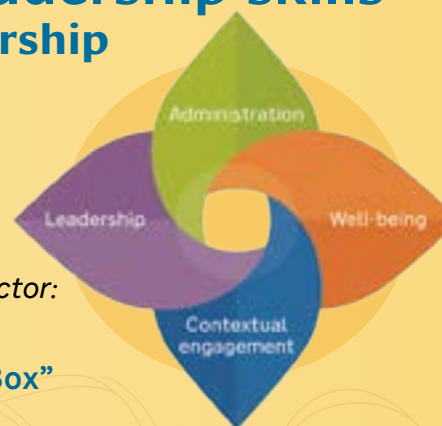 rship
Administration
Leadership
Well-being
ctor:
Contextual
engagement
Box”